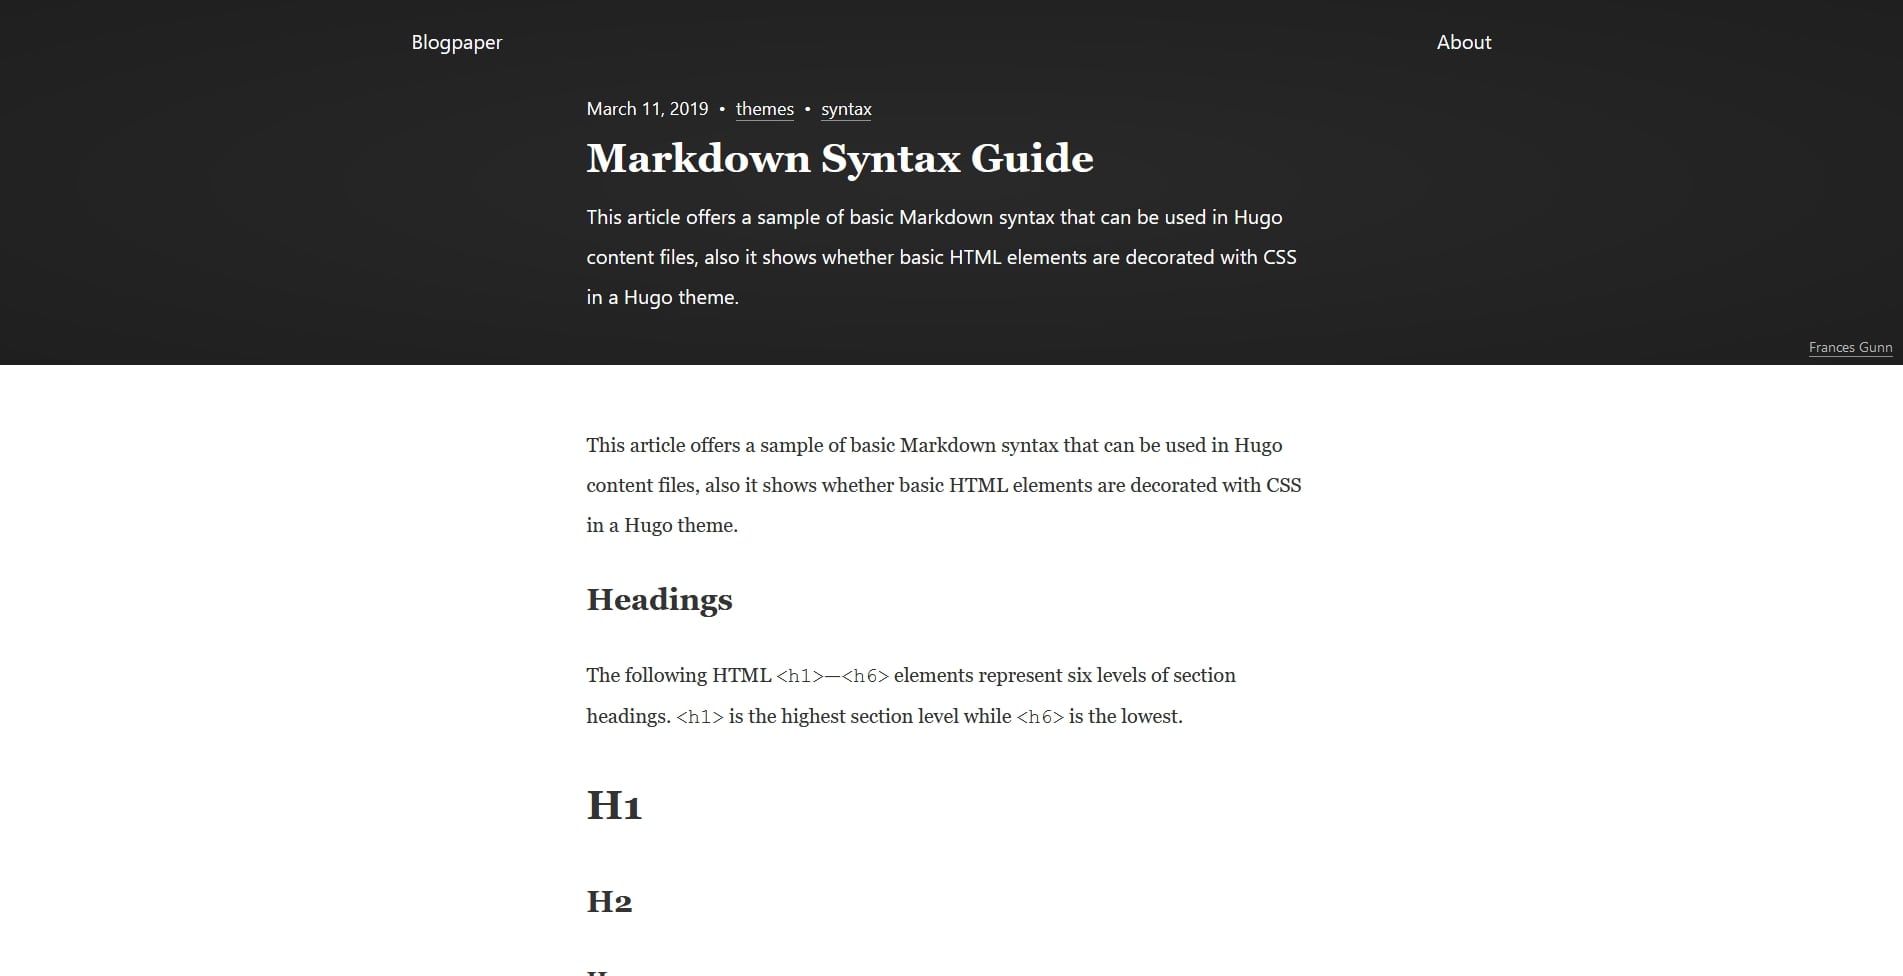 Blogpaper About
March 11, 2019 • themes • syntax
Markdown Syntax Guide
This article offers a sample of basic Markdown syntax that can be used in Hugo
content files, also it shows whether basic HTML elements are decorated with CSS
in a Hugo theme.
Frances Gunn
This article offers a sample of basic Markdown syntax that can be used in Hugo
content files, also it shows whether basic HTML elements are decorated with CSS
in a Hugo theme.
Headings
The following HTML <h1>—<h6> elements represent six levels of section
headings. <h1> is the highest section level while <h6> is the lowest.
H1
H2